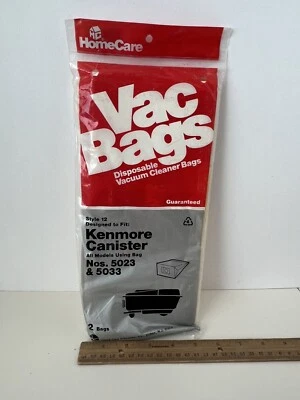 HomeCare
Vac
Bags
Disposable
Vacuum Cleaner Bags
Guaranteed
Style 12
Designed to Fit:
Kenmore
Canister
All Models Using Bag
Nos. 5023
& 5033
2 Bags